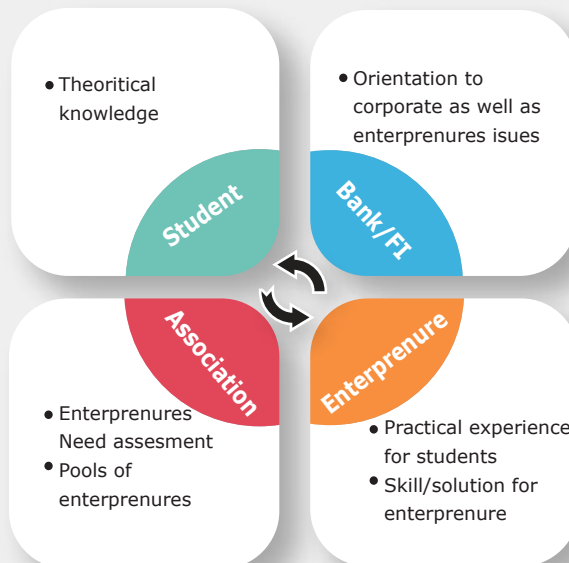 • Theoritical
knowledge
Student
• Orientation to
corporate as well as
enterprenures isues
Bank/FI
Association
• Enterprenures
Need assesment
• Pools of
enterprenures
Enterprenure
• Practical experience
for students
• Skill/solution for
enterprenure